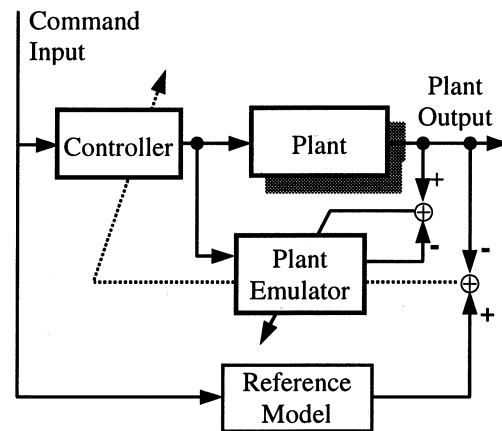 Command
Input
Plant
Output
Controller
Plant
+
-
Plant
Emulator
-
+
Reference
Model